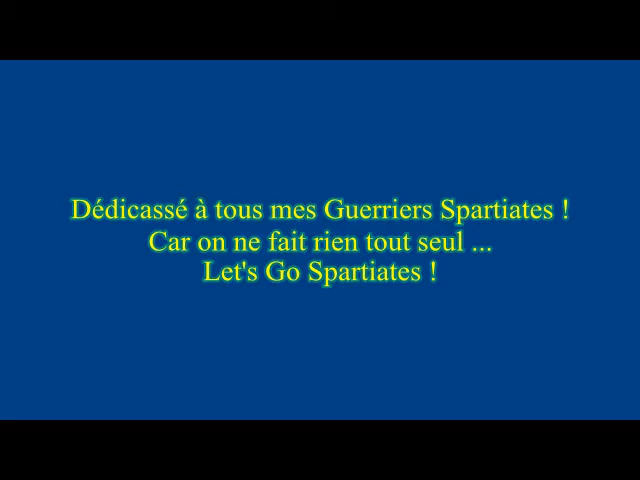 Dédicassé à tous mes Guerriers Spartiates !
Car on ne fait rien tout seul ...
Let's Go Spartiates !